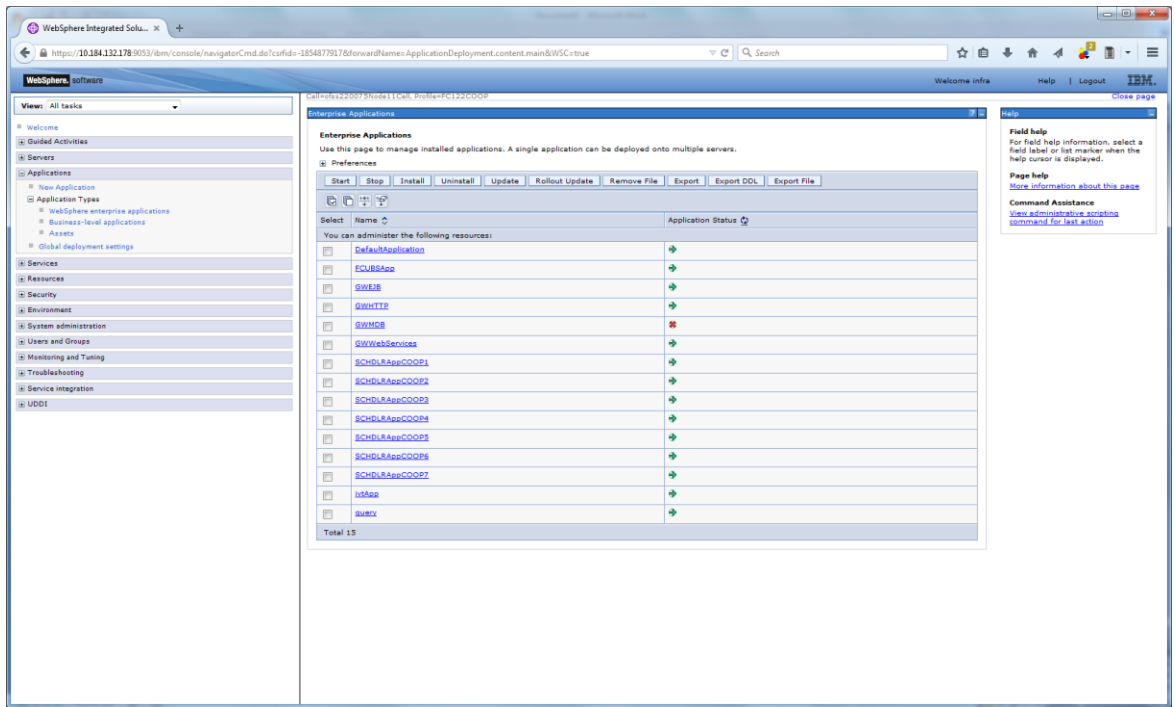 WebSphere Integrated Solu...
https://10.184.132.178:9053/ibm/console/navigatorCmd.do?csrfid=-1854877917&forwardName=ApplicationDeployment.content.main&WSC=true
Search
2
WebSphere. software
Welcome infra
Help | Logout
IBM.
View: All tasks
Welcome
Guided Activities
Servers
Applications
New Application
Application Types
WebSphere enterprise applications
Business-level applications
Assets
Global deployment settings
Services
Resources
Security
Environment
System administration
Users and Groups
Monitoring and Tuning
Troubleshooting
Service integration
UDDI
Cell=ofss220075Node11Cell, Profile=FC122COOP
Close page
Enterprise Applications
Enterprise Applications
Use this page to manage installed applications. A single application can be deployed onto multiple servers.
Preferences
Start Stop Install Uninstall Update Rollout Update Remove File Export Export DDL Export File
Select Name Application Status
You can administer the following resources:
DefaultApplication
FCUBSApp
GWEJB
GWHTTP
GWMDB
GWWebServices
SCHDLRAppCOOP1
SCHDLRAppCOOP2
SCHDLRAppCOOP3
SCHDLRAppCOOP4
SCHDLRAppCOOP5
SCHDLRAppCOOP6
SCHDLRAppCOOP7
ivtApp
query
Total 15
Help
Field help
For field help information, select a
field label or list marker when the
help cursor is displayed.
Page help
More information about this page
Command Assistance
View administrative scripting
command for last action